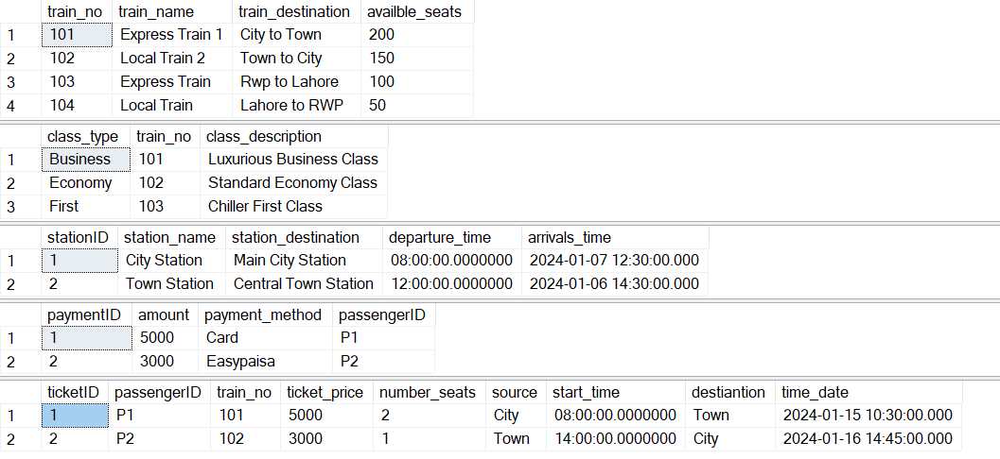 train_no train_name train_destination availble_seats
1 101 Express Train 1 City to Town 200
2 102 Local Train 2 Town to City 150
3 103 Express Train Rwp to Lahore 100
4 104 Local Train Lahore to RWP 50
class_type train_no class_description
1 Business 101 Luxurious Business Class
2 Economy 102 Standard Economy Class
3 First 103 Chiller First Class
stationID station_name station_destination departure_time arrivals_time
1 1 City Station Main City Station 08:00:00.0000000 2024-01-07 12:30:00.000
2 2 Town Station Central Town Station 12:00:00.0000000 2024-01-06 14:30:00.000
paymentID amount payment_method passengerID
1 1 5000 Card P1
2 2 3000 Easypaisa P2
ticketID passengerID train_no ticket_price number_seats source start_time destiantion time_date
1 1 P1 101 5000 2 City 08:00:00.0000000 Town 2024-01-15 10:30:00.000
2 2 P2 102 3000 1 Town 14:00:00.0000000 City 2024-01-16 14:45:00.000